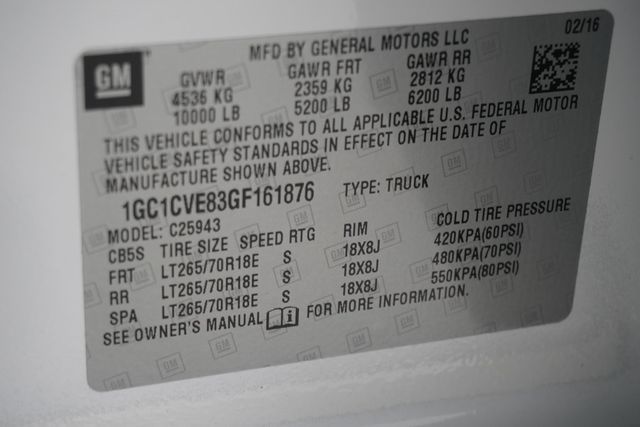 02/16
GM MFD BY GENERAL MOTORS LLC
GVWR GAWR FRT GAWR RR
4536 KG 2359 KG 2812 KG
10000 LB 5200 LB 6200 LB
THIS VEHICLE CONFORMS TO ALL APPLICABLE U.S. FEDERAL MOTOR
VEHICLE SAFETY STANDARDS IN EFFECT ON THE DATE OF
MANUFACTURE SHOWN ABOVE.
1GC1CVE83GF161876 TYPE: TRUCK
MODEL: C25943
CB5S TIRE SIZE SPEED RTG RIM COLD TIRE PRESSURE
FRT LT265/70R18E S 18X8J 420KPA(60PSI)
RR LT265/70R18E S 18X8J 480KPA(70PSI)
SPA LT265/70R18E S 18X8J 550KPA(80PSI)
SEE OWNER'S MANUAL FOR MORE INFORMATION.